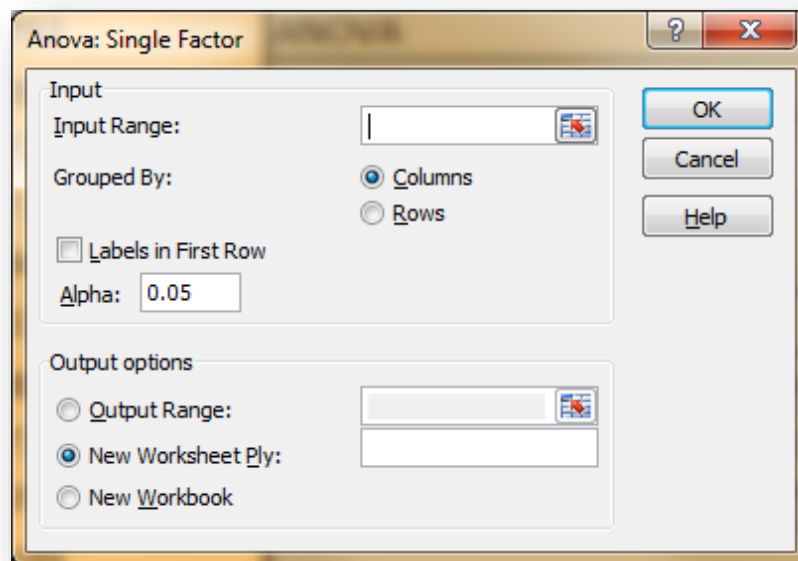 Anova: Single Factor
Input
Input Range:
Grouped By:
Columns
Rows
Labels in First Row
Alpha: 0.05
OK
Cancel
Help
Output options
Output Range:
New Worksheet Ply:
New Workbook